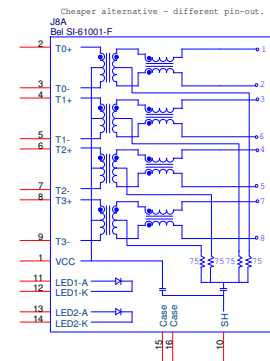 Cheaper alternative - different pin-out.
J8A
Bel SI-61001-F
2 T0+ 1
3 T0- 2
4 T1+ 3
5 T1- 6
6 T2+ 4
7 T2- 5
8 T3+ 7
9 T3- 8
75 75 75 75
1 VCC
11 LED1-A
12 LED1-K
13 LED2-A
14 LED2-K
Case Case SH
15 16 10